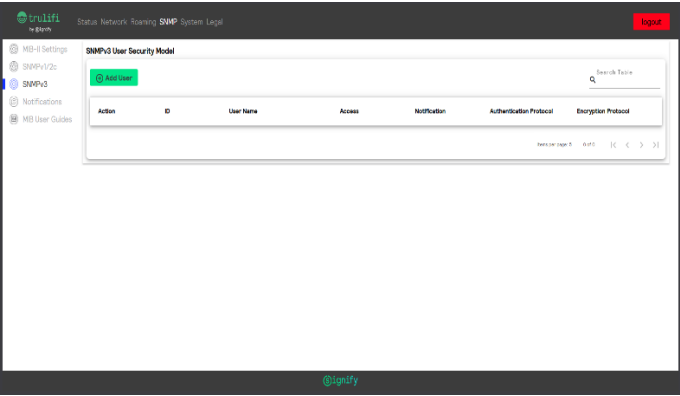 trulifi
by Signify
Status Network Roaming SNMP System Legal
logout
MIB-II Settings
SNMPv1/2c
SNMPv3
Notifications
MIB User Guides
SNMPv3 User Security Model
Add User
Search Table
Action ID User Name Access Notification Authentication Protocol Encryption Protocol
Items per page: 5 0 of 0
Signify